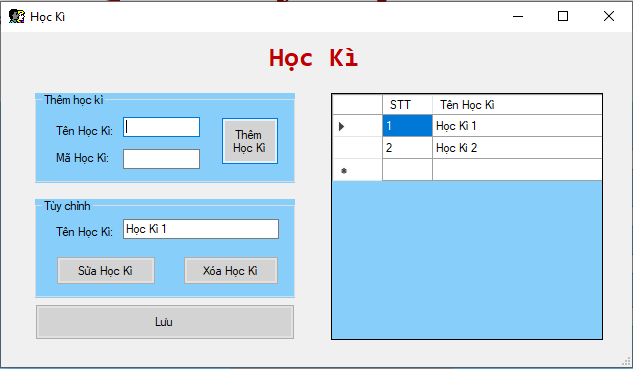 Học Kì
Học Kì
Thêm học kì
Tên Học Kì:
Mã Học Kì:
Thêm Học Kì
Tùy chỉnh
Tên Học Kì: Học Kì 1
Sửa Học Kì Xóa Học Kì
Lưu
STT Tên Học Kì
1 Học Kì 1
2 Học Kì 2